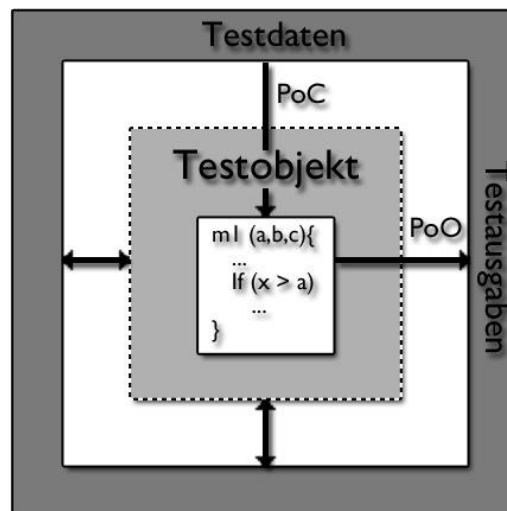 Testdaten
PoC
Testobjekt
m1 (a,b,c){
...
If (x > a)
...
}
PoO
Testausgaben